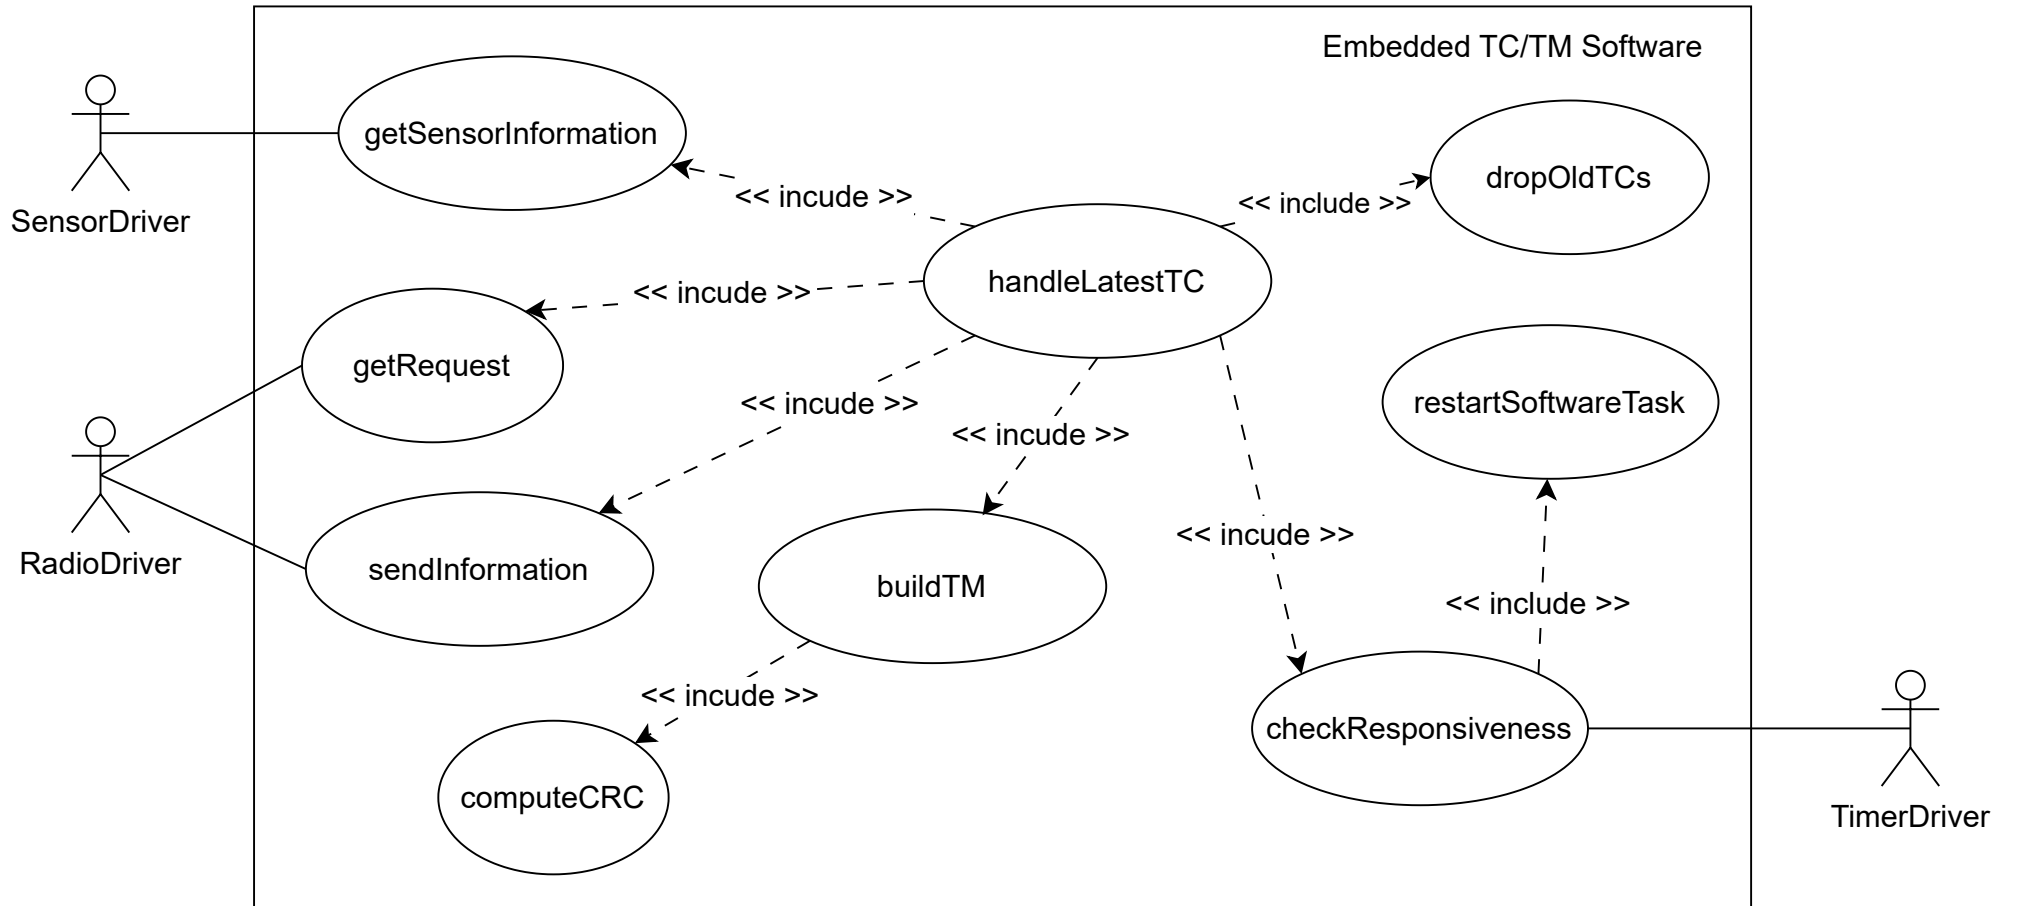 Embedded TC/TM Software
getSensorInformation
SensorDriver
<< incude >>
<< include >>
dropOldTCs
handleLatestTC
<< incude >>
getRequest
<< incude >>
<< incude >>
restartSoftwareTask
RadioDriver
sendInformation
buildTM
<< incude >>
<< include >>
<< incude >>
computeCRC
checkResponsiveness
TimerDriver